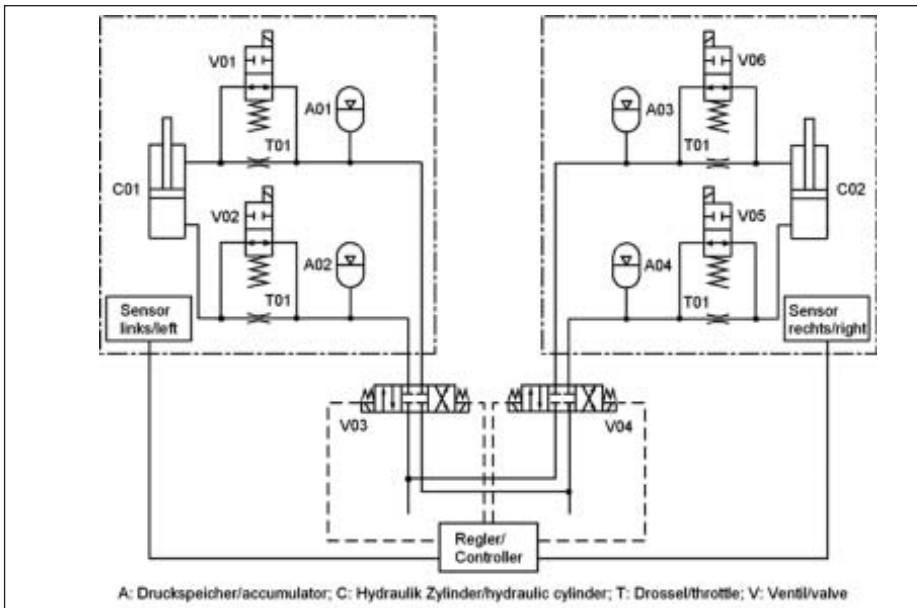 V01
A01
T01
C01
V02
A02
T01
Sensor
links/left
V06
A03
T01
C02
V05
A04
T01
Sensor
rechts/right
V03
V04
Regler/
Controller
A: Druckspeicher/accumulator; C: Hydraulik Zylinder/hydraulic cylinder; T: Drossel/throttle; V: Ventil/valve